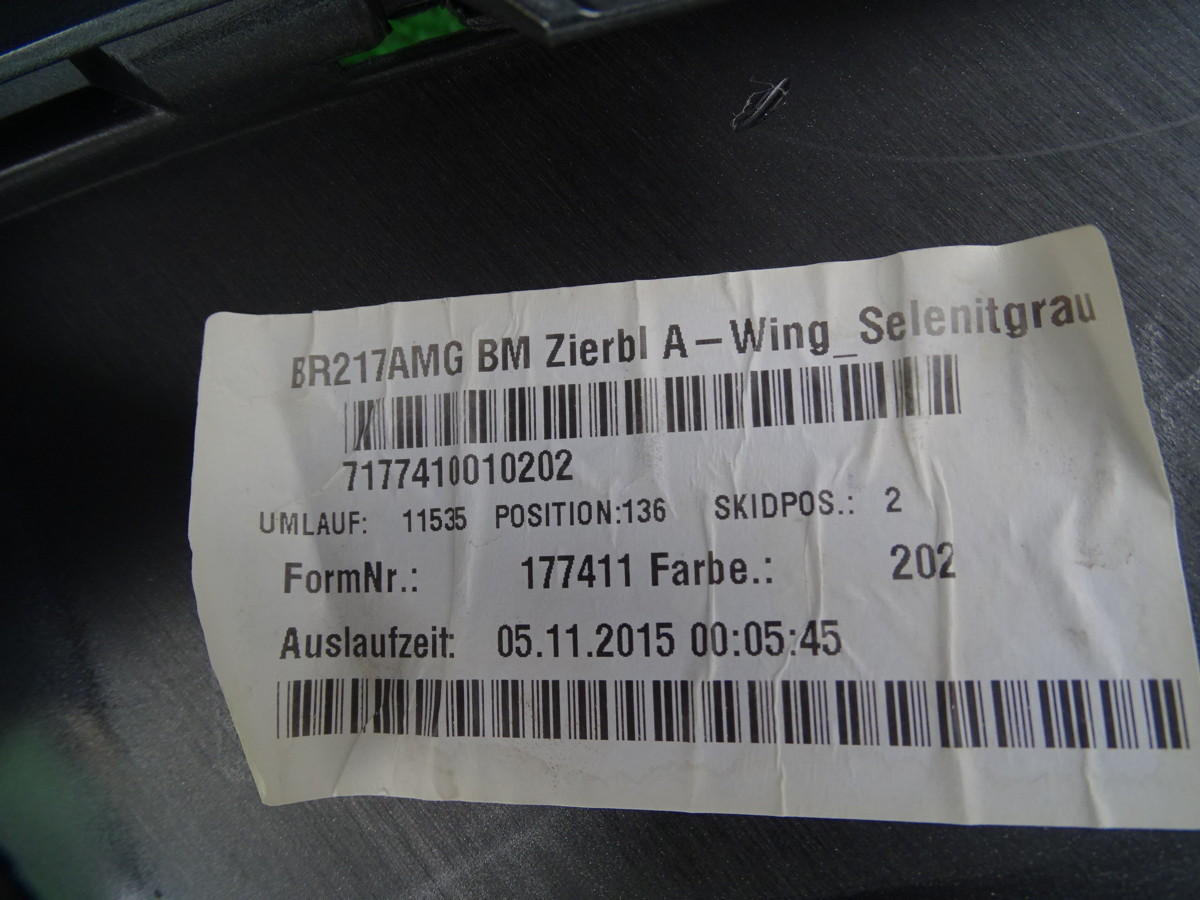 BR217AMG BM Zierbl A-Wing_Selenitgrau
7177410010202
UMLAUF: 11535 POSITION:136 SKIDPOS.: 2
FormNr.: 177411 Farbe.: 202
Auslaufzeit: 05.11.2015 00:05:45